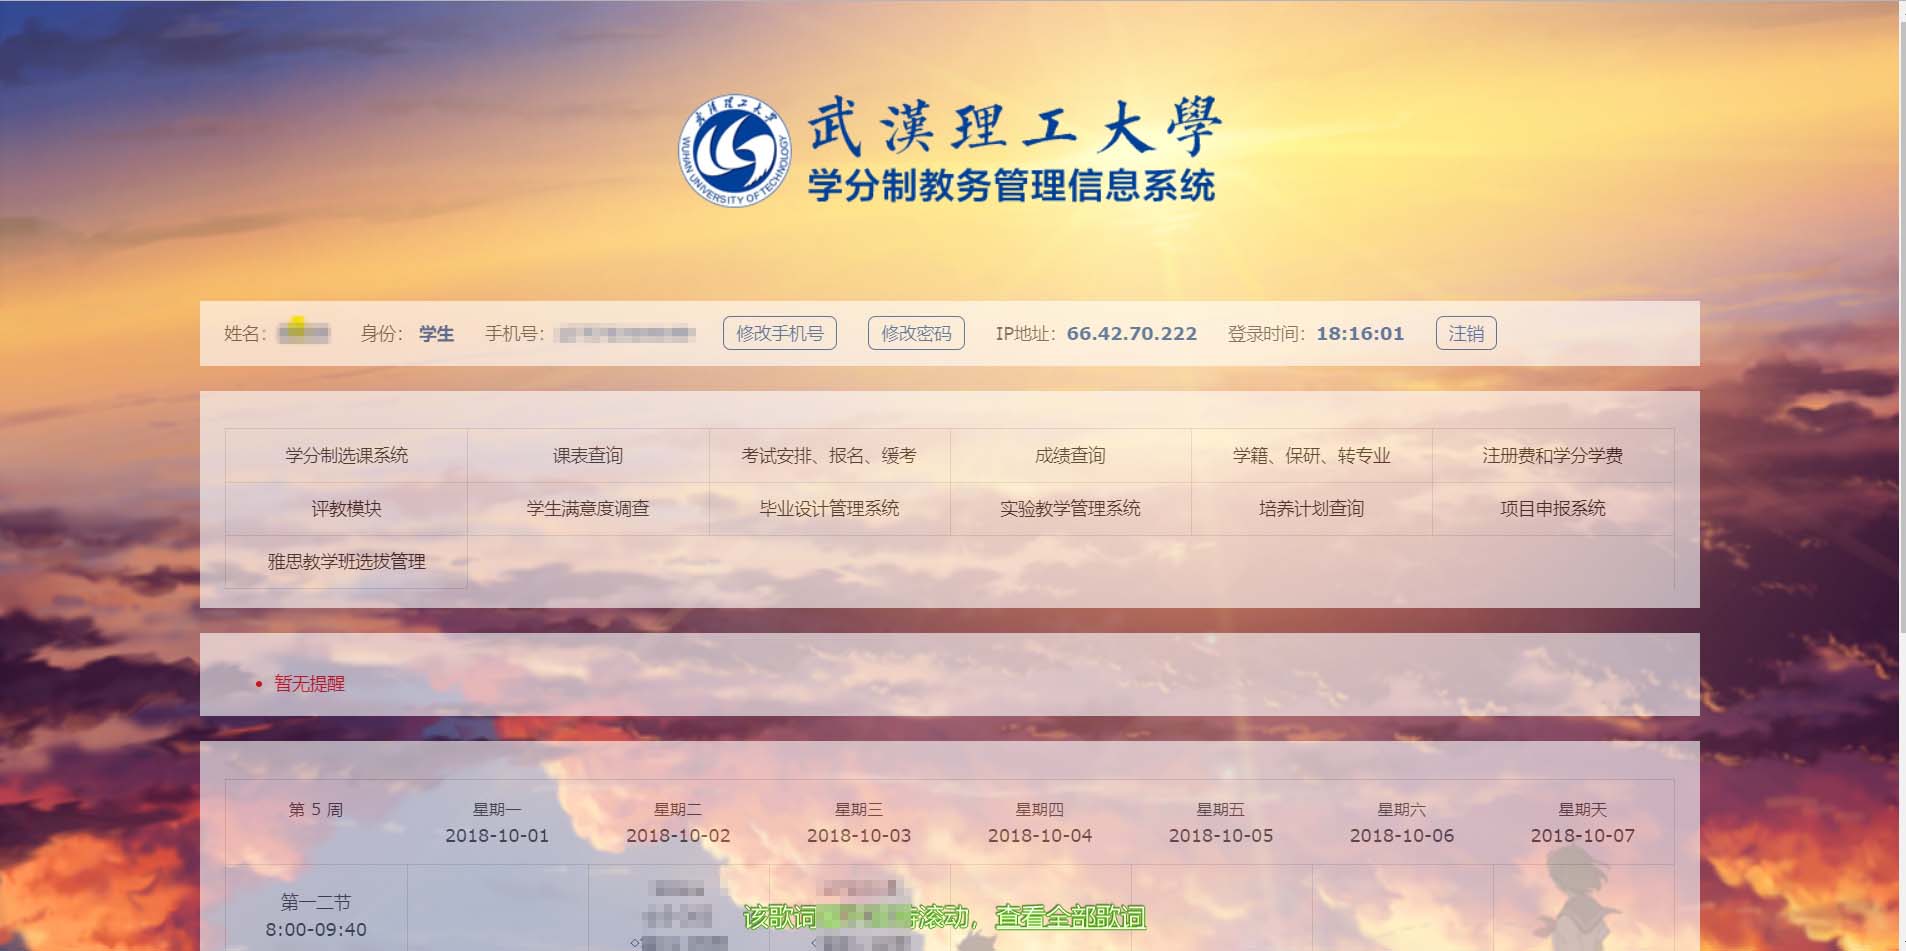 武漢理工大學
WUHAN UNIVERSITY OF TECHNOLOGY
武漢理工大學
学分制教务管理信息系统
姓名： 身份： 学生 手机号： 修改手机号 修改密码 IP地址：66.42.70.222 登录时间：18:16:01 注销
学分制选课系统 课表查询 考试安排、报名、缓考 成绩查询 学籍、保研、转专业 注册费和学分学费
评教模块 学生满意度调查 毕业设计管理系统 实验教学管理系统 培养计划查询 项目申报系统
雅思教学班选拔管理
暂无提醒
第 5 周 星期一 星期二 星期三 星期四 星期五 星期六 星期天
2018-10-01 2018-10-02 2018-10-03 2018-10-04 2018-10-05 2018-10-06 2018-10-07
第一二节
8:00-09:40
该歌词 滚动，查看全部歌词